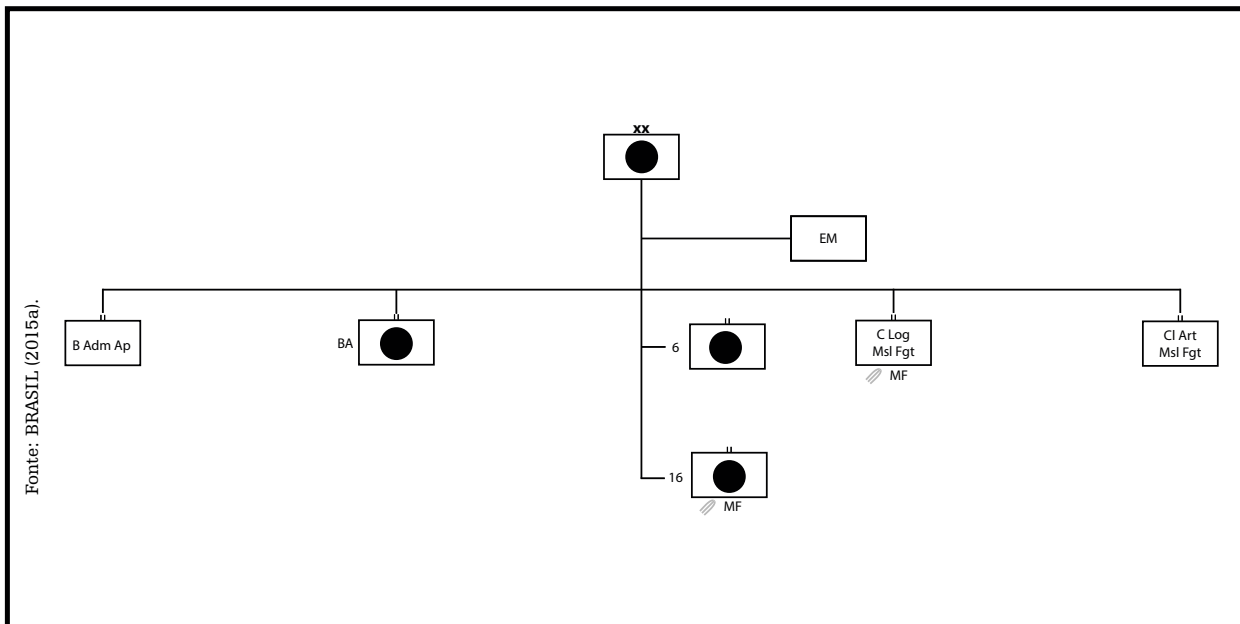 xx
EM
B Adm Ap
BA
6
C Log
Msl Fgt
MF
Cl Art
Msl Fgt
16
MF
Fonte: BRASIL (2015a).